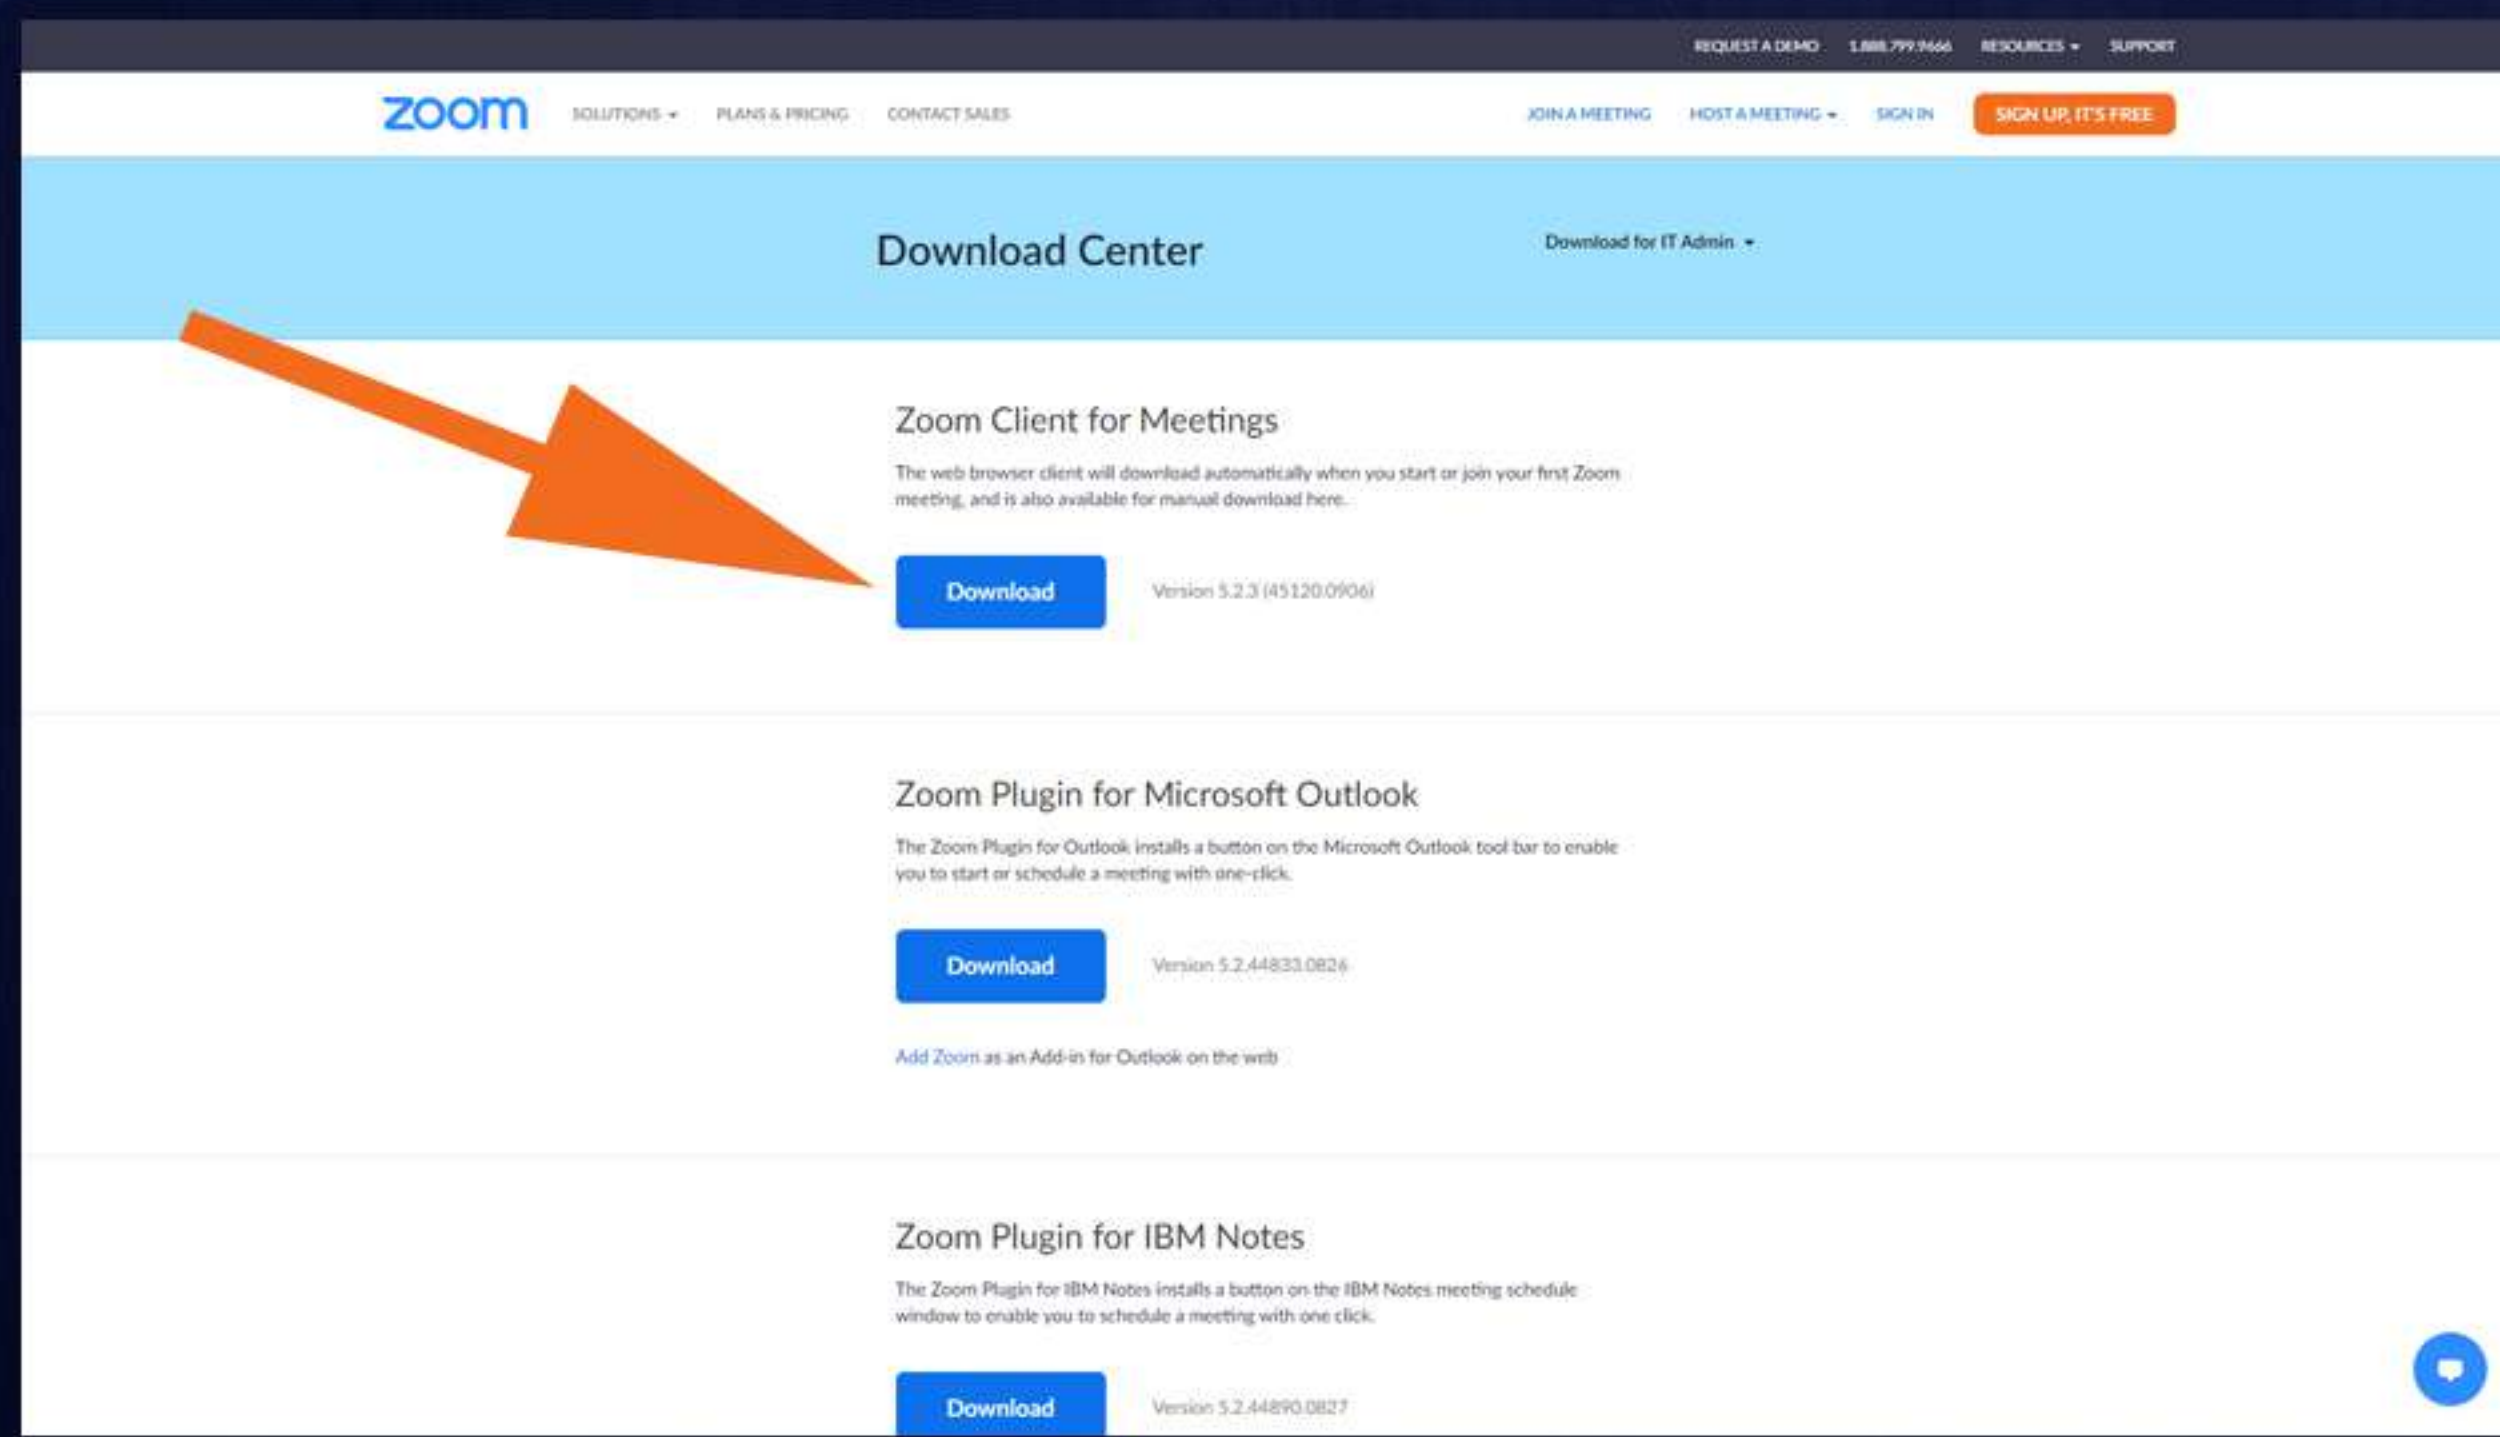 REQUEST A DEMO 1.888.799.9666 RESOURCES SUPPORT
zoom SOLUTIONS PLANS & PRICING CONTACT SALES JOIN A MEETING HOST A MEETING SIGN IN SIGN UP, IT'S FREE
Download Center Download for IT Admin
Zoom Client for Meetings
The web browser client will download automatically when you start or join your first Zoom
meeting, and is also available for manual download here.
Download Version 5.2.3 (45120.0906)
Zoom Plugin for Microsoft Outlook
The Zoom Plugin for Outlook installs a button on the Microsoft Outlook tool bar to enable
you to start or schedule a meeting with one-click.
Download Version 5.2.44833.0826
Add Zoom as an Add-in for Outlook on the web
Zoom Plugin for IBM Notes
The Zoom Plugin for IBM Notes installs a button on the IBM Notes meeting schedule
window to enable you to schedule a meeting with one click.
Download Version 5.2.44890.0827